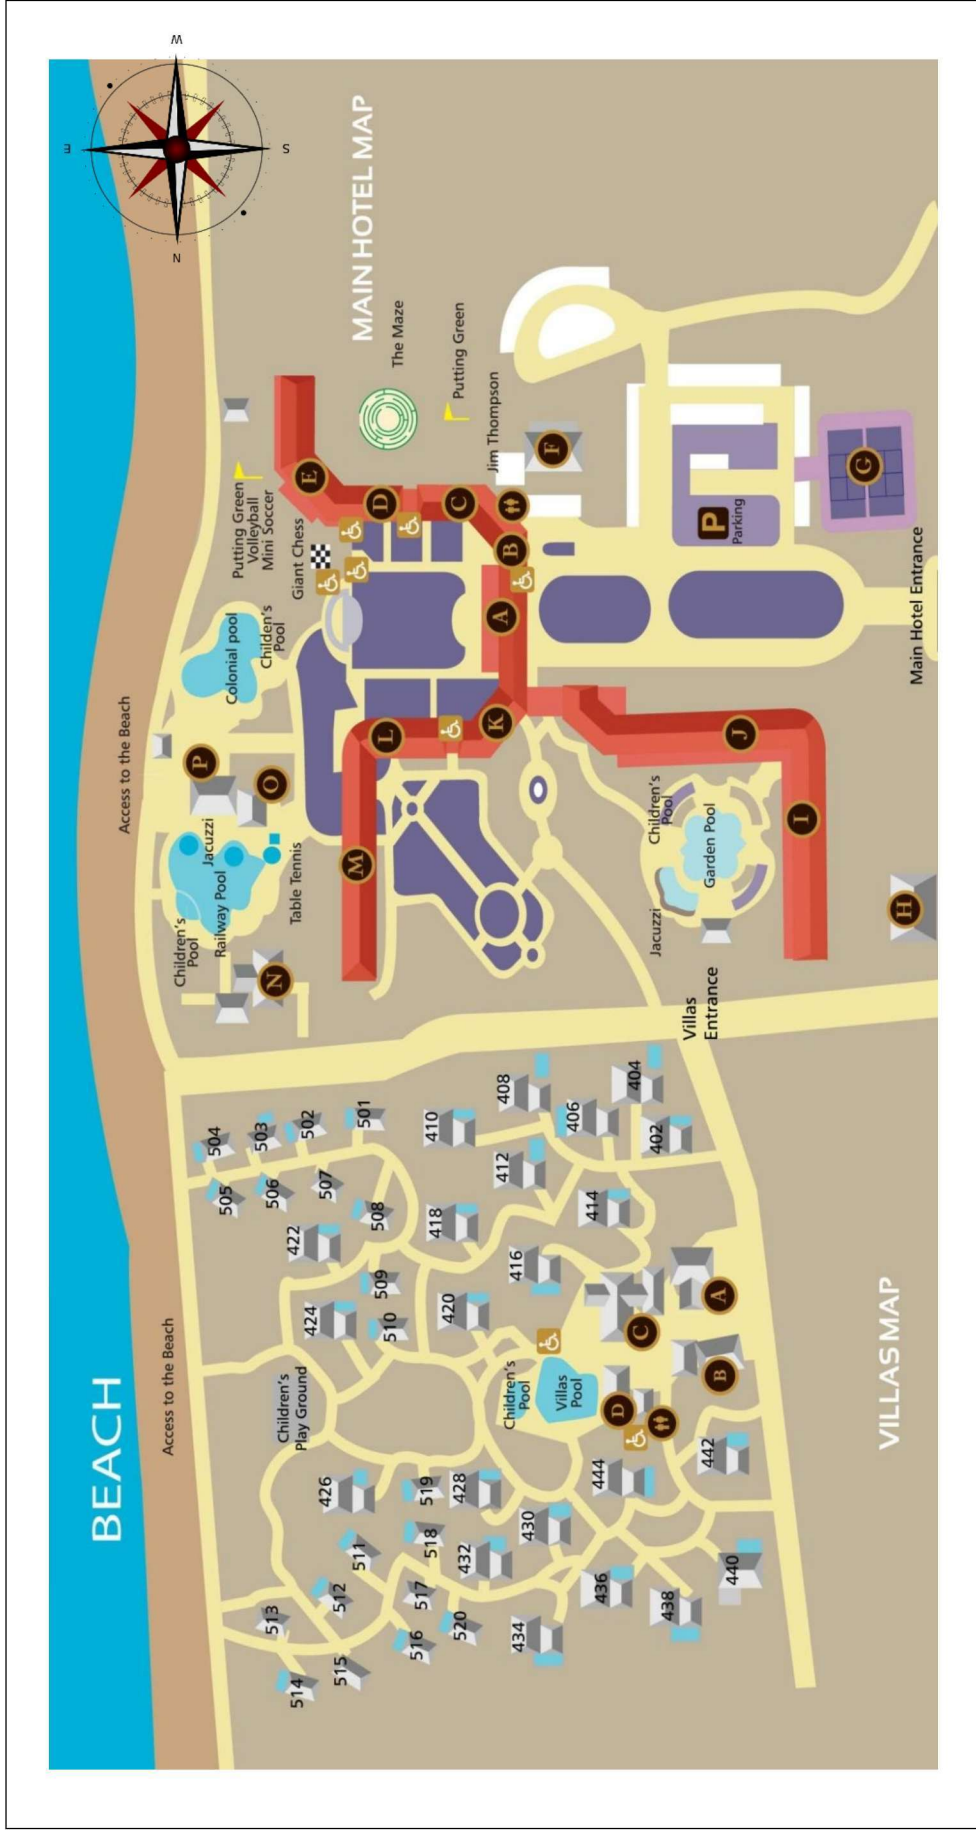 BEACH
MAIN HOTEL MAP
VILLAS MAP
W
E
S
N
Access to the Beach
Access to the Beach
Children's
Pool
Railway Pool
Jacuzzi
Table Tennis
N
O
P
Colonial pool
Childen's
Pool
Putting Green
Volleyball
Mini Soccer
Giant Chess
The Maze
Putting Green
Jim Thompson
E
D
C
B
A
F
G
P
Parking
Main Hotel Entrance
K
L
M
J
I
H
Children's
Pool
Garden Pool
Jacuzzi
Villas
Entrance
514
513
515
512
511
516
517
518
519
520
426
428
432
430
434
436
438
440
442
444
Children's
Play Ground
Children's
Pool
Villas
Pool
D
B
C
A
424
510
509
422
508
420
418
416
414
412
410
408
406
404
402
505
504
506
503
507
502
501